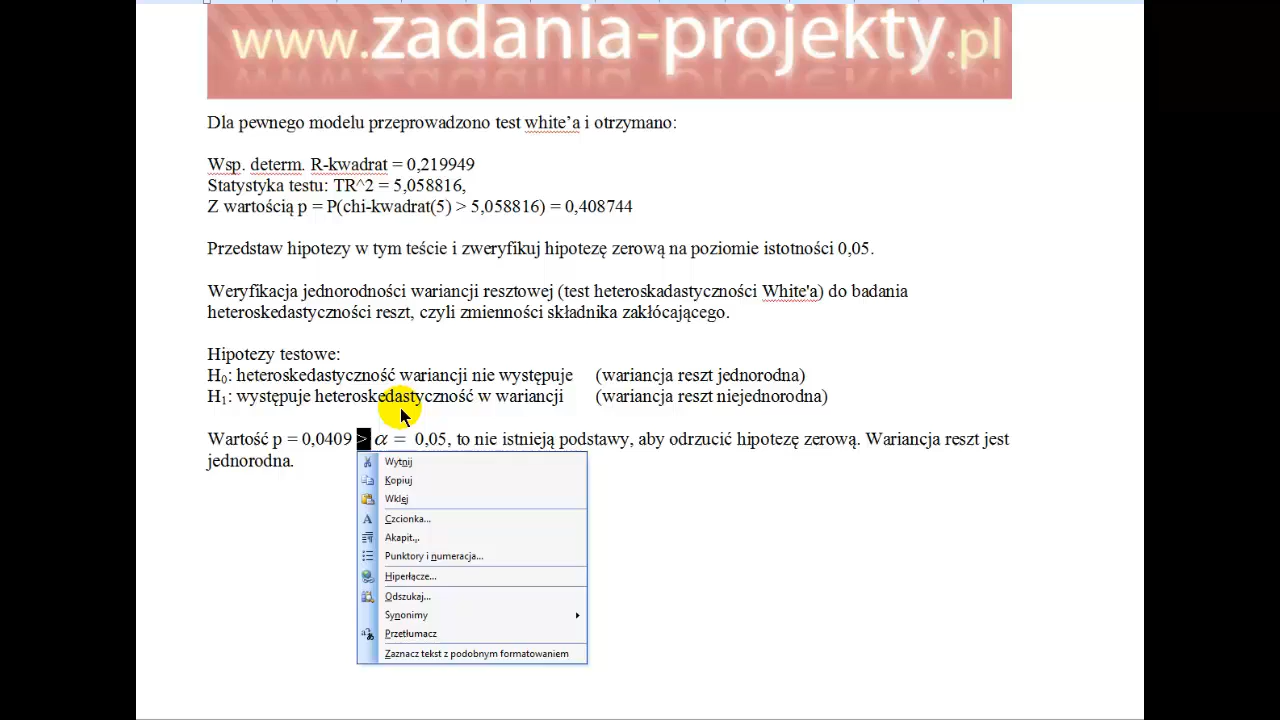 www.zadania-projekty.pl
Dla pewnego modelu przeprowadzono test white’a i otrzymano:
Wsp. determ. R-kwadrat = 0,219949
Statystyka testu: TR^2 = 5,058816,
Z wartością p = P(chi-kwadrat(5) > 5,058816) = 0,408744
Przedstaw hipotezy w tym teście i zweryfikuj hipotezę zerową na poziomie istotności 0,05.
Weryfikacja jednorodności wariancji resztowej (test heteroskadastyczności White'a) do badania
heteroskedastyczności reszt, czyli zmienności składnika zakłócającego.
Hipotezy testowe:
H₀: heteroskedastyczność wariancji nie występuje (wariancja reszt jednorodna)
H₁: występuje heteroskedastyczność w wariancji (wariancja reszt niejednorodna)
Wartość p = 0,0409 > α = 0,05, to nie istnieją podstawy, aby odrzucić hipotezę zerową. Wariancja reszt jest
jednorodna.
Wytnij
Kopiuj
Wklej
Czcionka...
Akapit...
Punktory i numeracja...
Hiperłącze...
Odszukaj...
Synonimy
Przetłumacz
Zaznacz tekst z podobnym formatowaniem